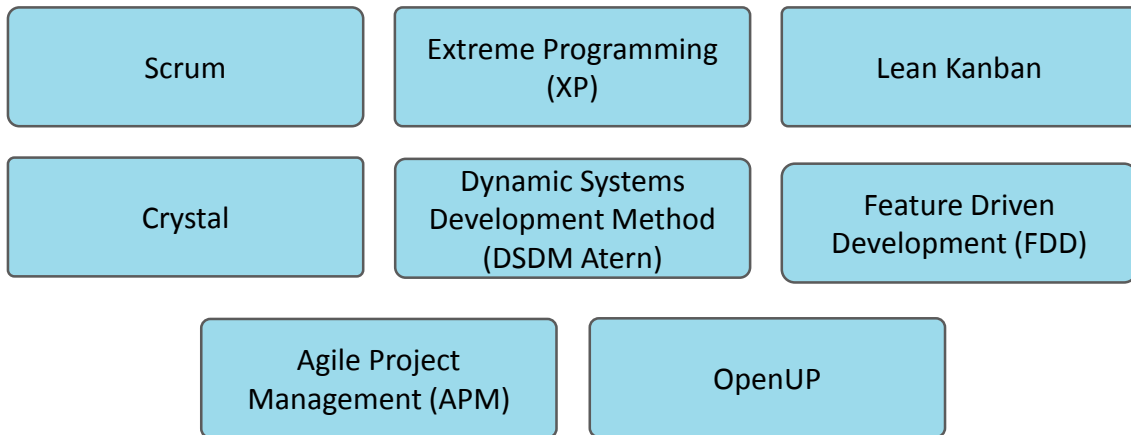 Scrum
Extreme Programming
(XP)
Lean Kanban
Crystal
Dynamic Systems
Development Method
(DSDM Atern)
Feature Driven
Development (FDD)
Agile Project
Management (APM)
OpenUP